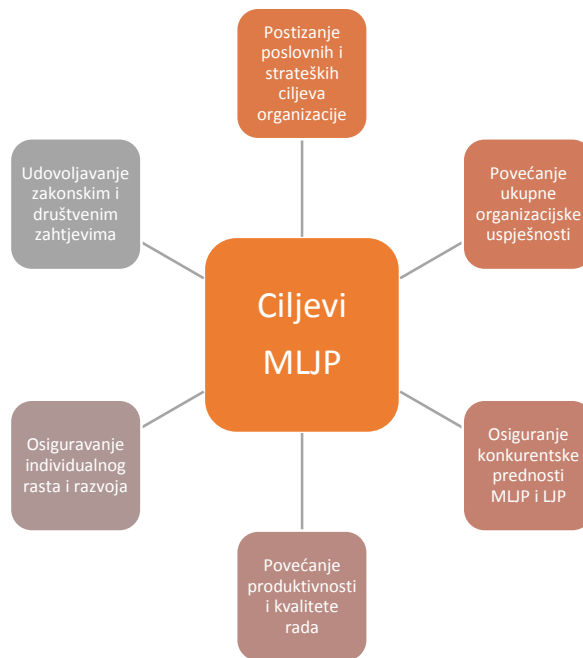 Postizanje
poslovnih i
strateških
ciljeva
organizacije
Povećanje
ukupne
organizacijske
uspješnosti
Osiguranje
konkurentske
prednosti
MLJP i LJP
Povećanje
produktivnosti
i kvalitete
rada
Osiguravanje
individualnog
rasta i razvoja
Udovoljavanje
zakonskim i
društvenim
zahtjevima
Ciljevi
MLJP